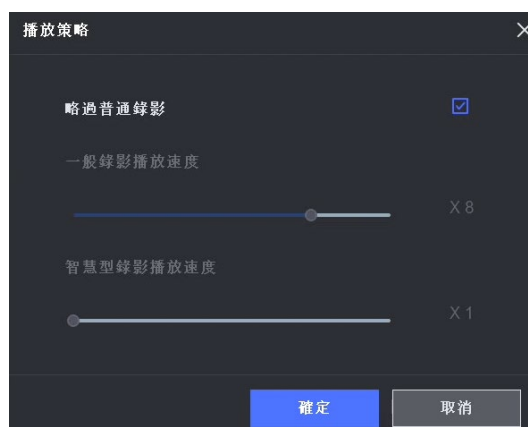 播放策略
略過普通錄影
一般錄影播放速度
X 8
智慧型錄影播放速度
X 1
確定
取消